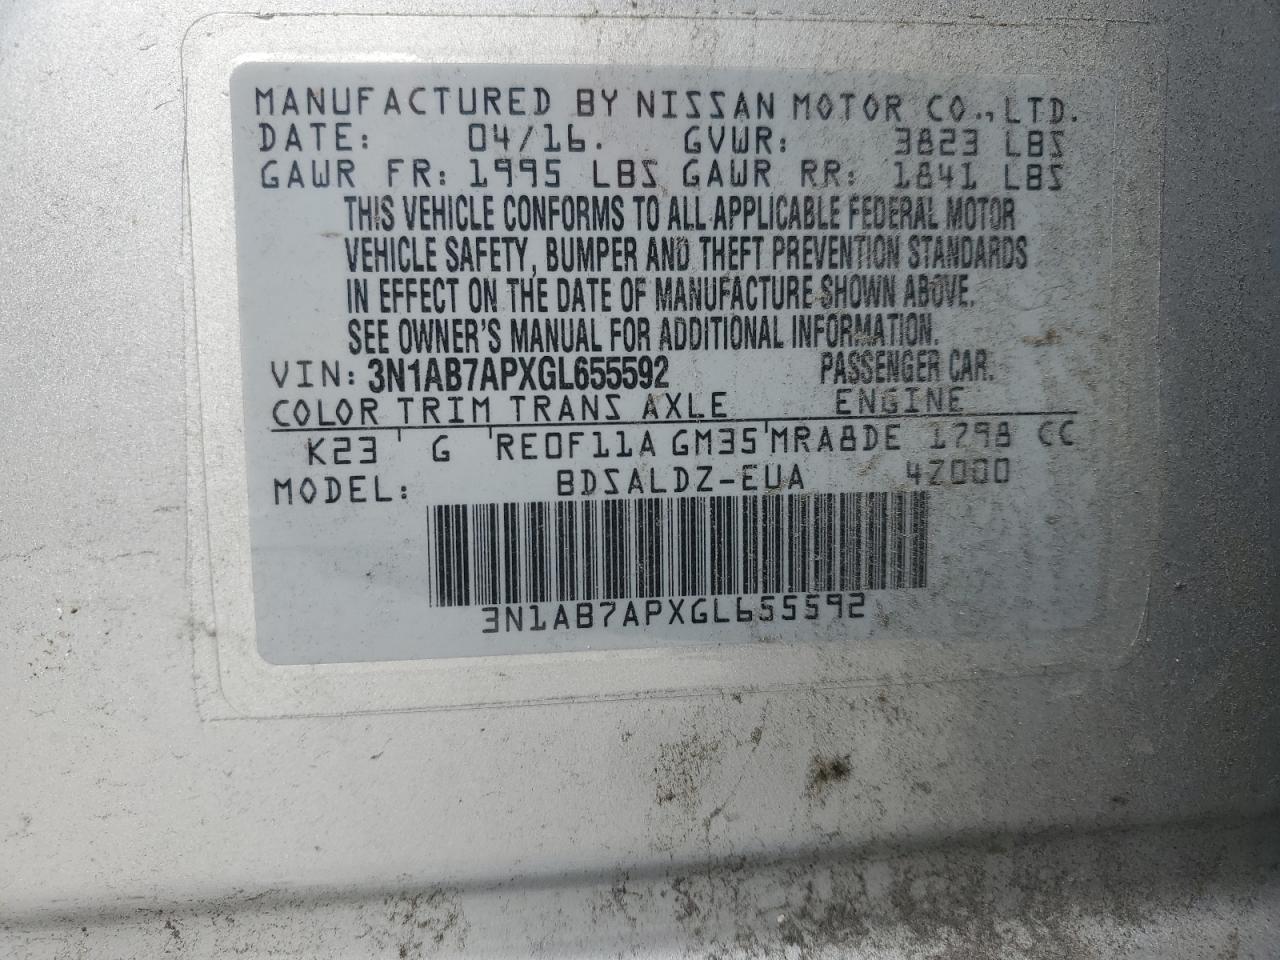 MANUFACTURED BY NISSAN MOTOR CO., LTD.
DATE: 04/16. GVWR: 3823 LBS
GAWR FR: 1995 LBS GAWR RR: 1841 LBS
THIS VEHICLE CONFORMS TO ALL APPLICABLE FEDERAL MOTOR
VEHICLE SAFETY, BUMPER AND THEFT PREVENTION STANDARDS
IN EFFECT ON THE DATE OF MANUFACTURE SHOWN ABOVE.
SEE OWNER'S MANUAL FOR ADDITIONAL INFORMATION.
VIN: 3N1AB7APXGL655592 PASSENGER CAR.
COLOR TRIM TRANS AXLE ENGINE
K23 G RE0F11A GM35 MRA8DE 1798 CC
MODEL: BDSALDZ-EUA 4Z000
3N1AB7APXGL655592